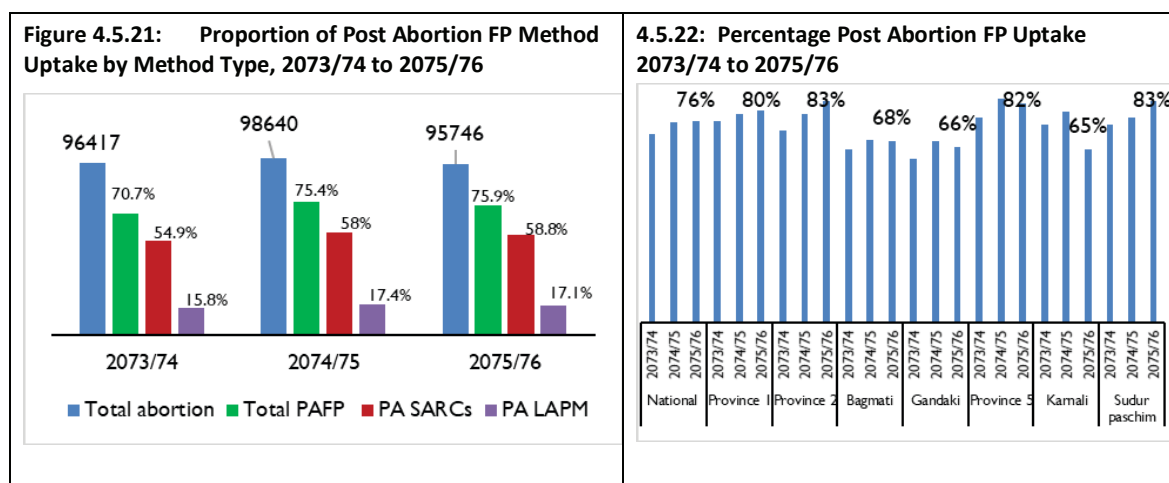 Figure 4.5.21: Proportion of Post Abortion FP Method
Uptake by Method Type, 2073/74 to 2075/76
96417
70.7%
54.9%
15.8%
98640
75.4%
58%
17.4%
95746
75.9%
58.8%
17.1%
2073/74 2074/75 2075/76
Total abortion Total PAFP PA SARCs PA LAPM
4.5.22: Percentage Post Abortion FP Uptake
2073/74 to 2075/76
76% 80% 83% 68% 66% 82% 65% 83%
2073/74 2074/75 2075/76 2073/74 2074/75 2075/76 2073/74 2074/75 2075/76 2073/74 2074/75 2075/76 2073/74 2074/75 2075/76 2073/74 2074/75 2075/76 2073/74 2074/75 2075/76 2073/74 2074/75 2075/76
National Province 1 Province 2 Bagmati Gandaki Province 5 Karnali Sudur
paschim